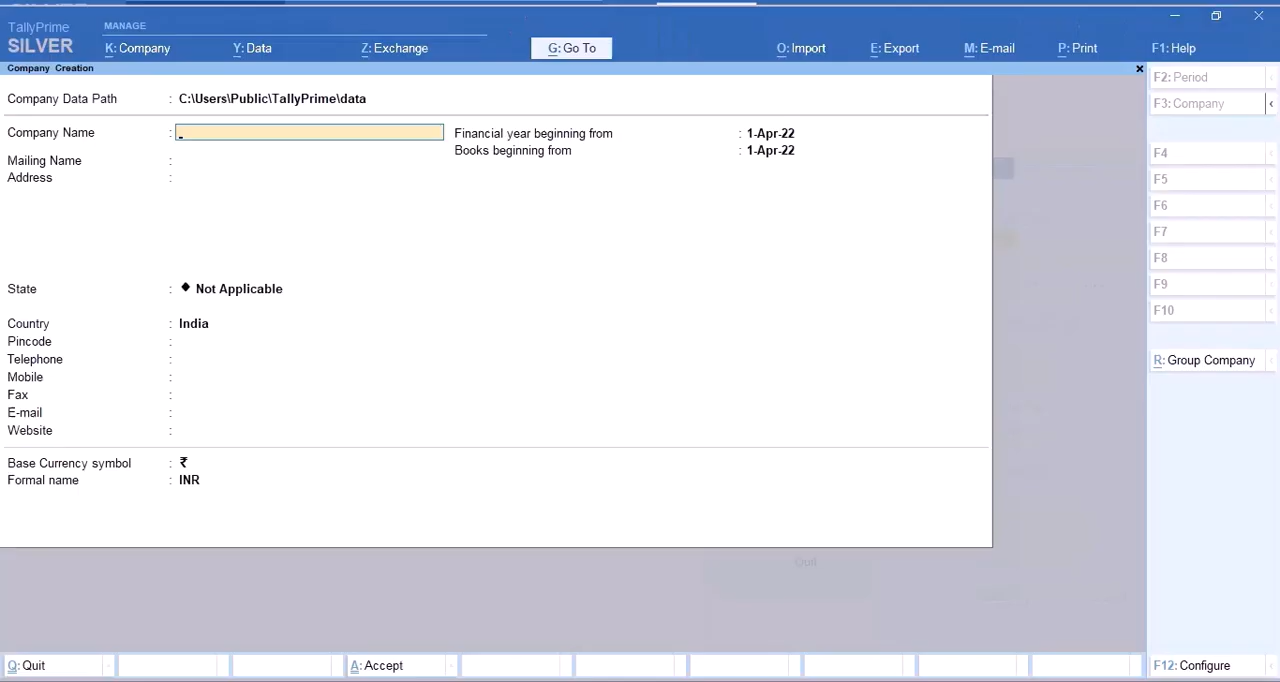 TallyPrime
MANAGE
SILVER
K: Company
Y: Data
Z: Exchange
G: Go To
O: Import
E: Export
M: E-mail
P: Print
F1: Help
Company Creation
F2: Period
F3: Company
Company Data Path : C:\Users\Public\TallyPrime\data
Company Name :
Financial year beginning from : 1-Apr-22
Books beginning from : 1-Apr-22
Mailing Name :
Address :
F4
F5
F6
F7
F8
F9
F10
State : ♦ Not Applicable
Country : India
Pincode :
Telephone :
Mobile :
Fax :
E-mail :
Website :
R: Group Company
Base Currency symbol : ₹
Formal name : INR
Quit
Q: Quit
A: Accept
F12: Configure